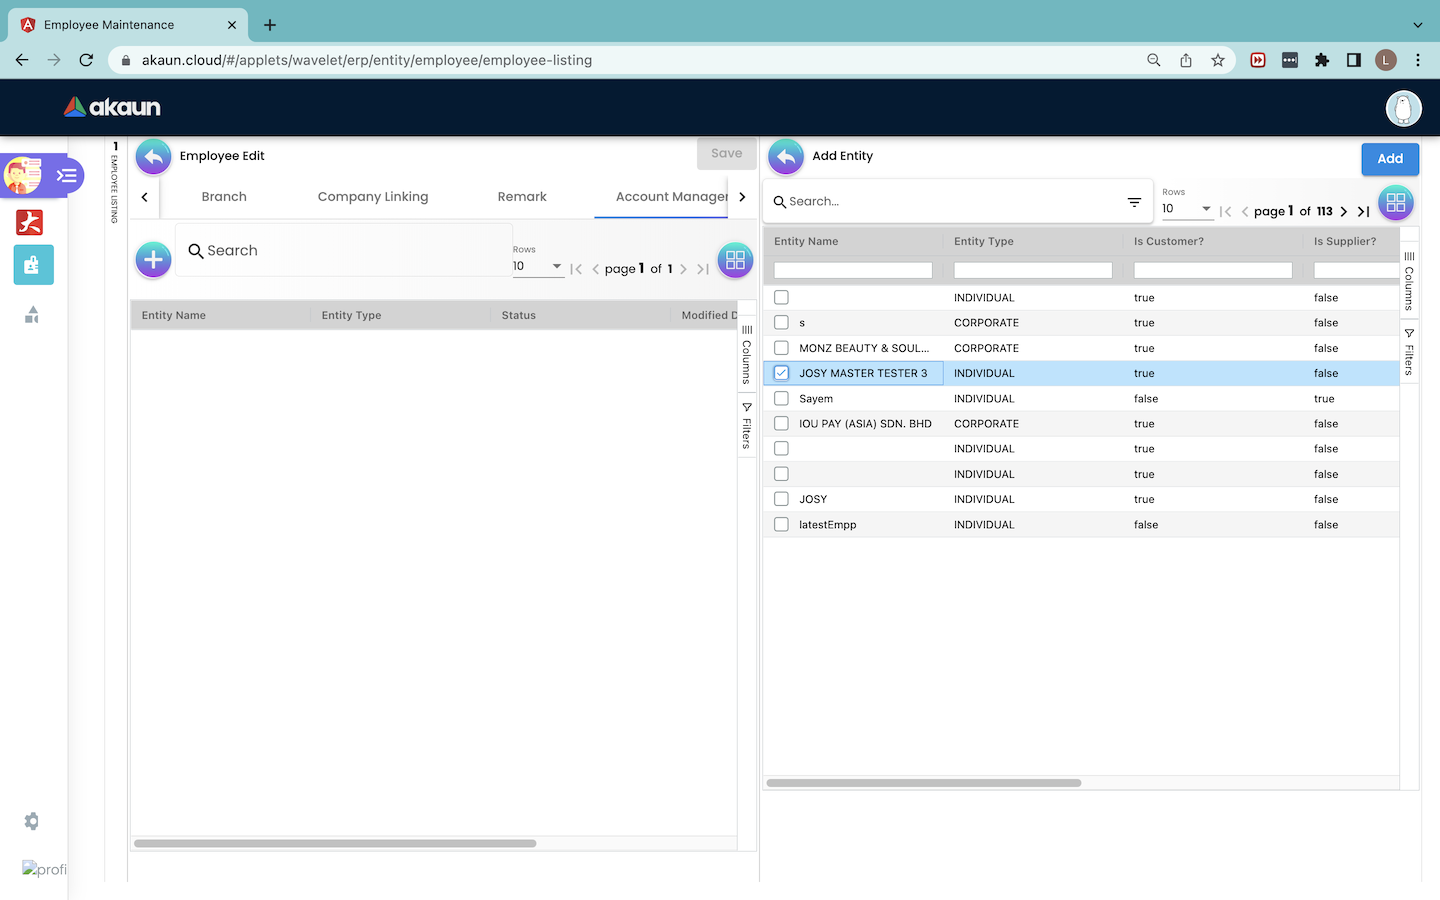 Employee Maintenance
akaun.cloud/#/applets/wavelet/erp/entity/employee/employee-listing
L
akaun
1
EMPLOYEE LISTING
Employee Edit
Save
Branch
Company Linking
Remark
Account Manager
Search
Rows
10
page 1 of 1
Entity Name
Entity Type
Status
Modified D
Columns
Filters
Add Entity
Add
Search...
Rows
10
page 1 of 113
Entity Name
Entity Type
Is Customer?
Is Supplier?
INDIVIDUAL true false
s CORPORATE true false
MONZ BEAUTY & SOUL... CORPORATE true false
JOSY MASTER TESTER 3 INDIVIDUAL true false
Sayem INDIVIDUAL false true
IOU PAY (ASIA) SDN. BHD CORPORATE true false
INDIVIDUAL true false
INDIVIDUAL true false
JOSY INDIVIDUAL true false
latestEmpp INDIVIDUAL false false
Columns
Filters
大
profi